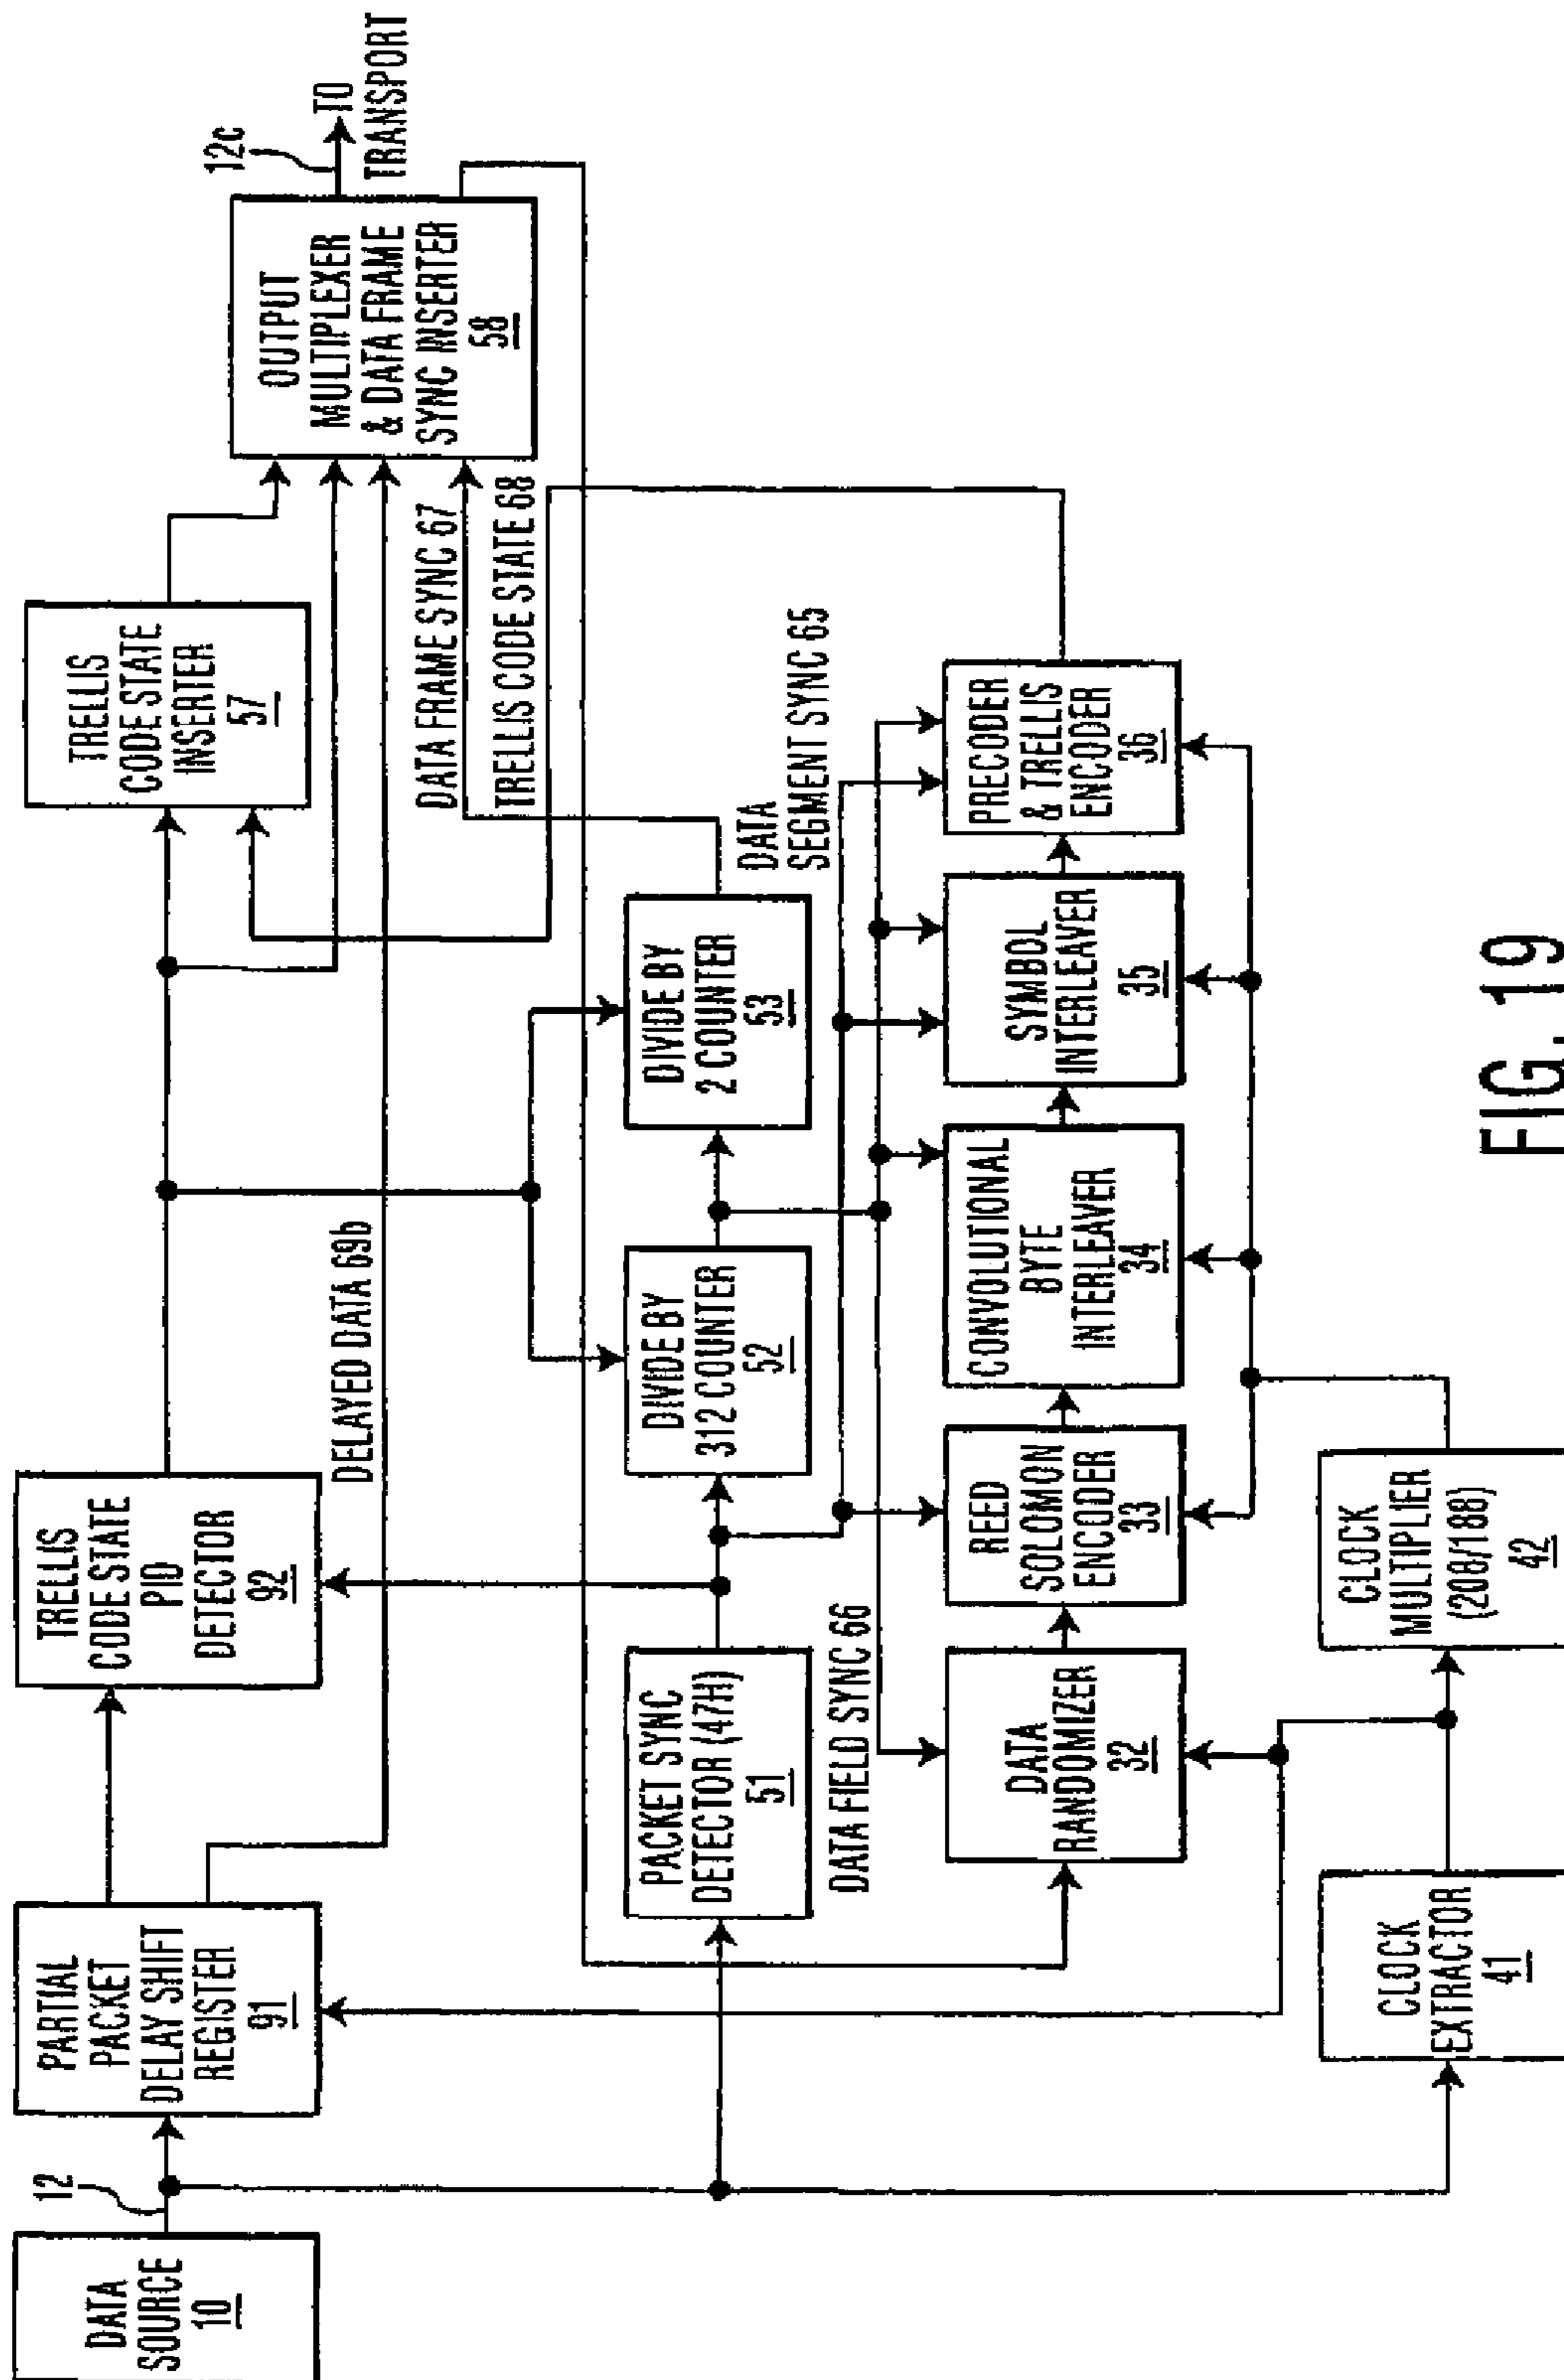 DATA
SOURCE
10
12
PARTIAL
PACKET
DELAY SHIFT
REGISTER
91
TRELLIS
CODE STATE
PID
DETECTOR
92
TRELLIS
CODE STATE
INSERTER
57
OUTPUT
MULTIPLEXER
& DATA FRAME
SYNC INSERTER
58
12c
TO
TRANSPORT
DELAYED DATA 69b
DATA FRAME SYNC 67
TRELLIS CODE STATE 68
PACKET SYNC
DETECTOR (47H)
51
DIVIDE BY
312 COUNTER
52
DIVIDE BY
2 COUNTER
53
DATA
SEGMENT SYNC 65
DATA FIELD SYNC 66
DATA
RANDOMIZER
32
REED
SOLOMON
ENCODER
33
CONVOLUTIONAL
BYTE
INTERLEAVER
34
SYMBOL
INTERLEAVER
35
PRECODER
& TRELLIS
ENCODER
36
CLOCK
EXTRACTOR
41
CLOCK
MULTIPLIER
(208/188)
42
FIG. 19